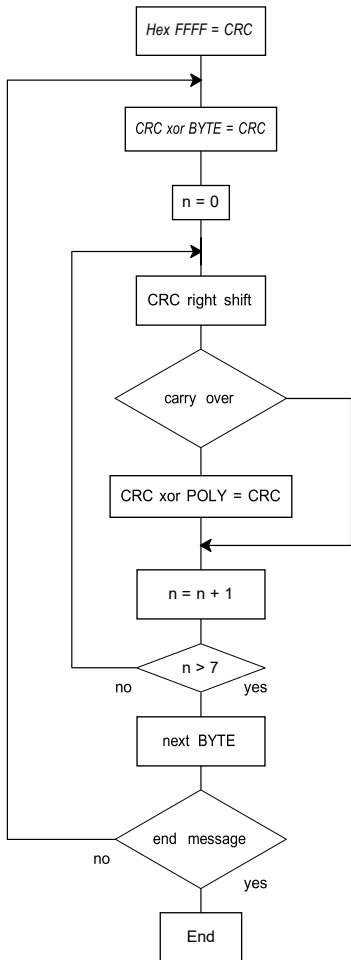 Hex FFFF = CRC
CRC xor BYTE = CRC
n = 0
CRC right shift
carry over
CRC xor POLY = CRC
n = n + 1
n > 7
no
yes
next BYTE
end message
no
yes
End